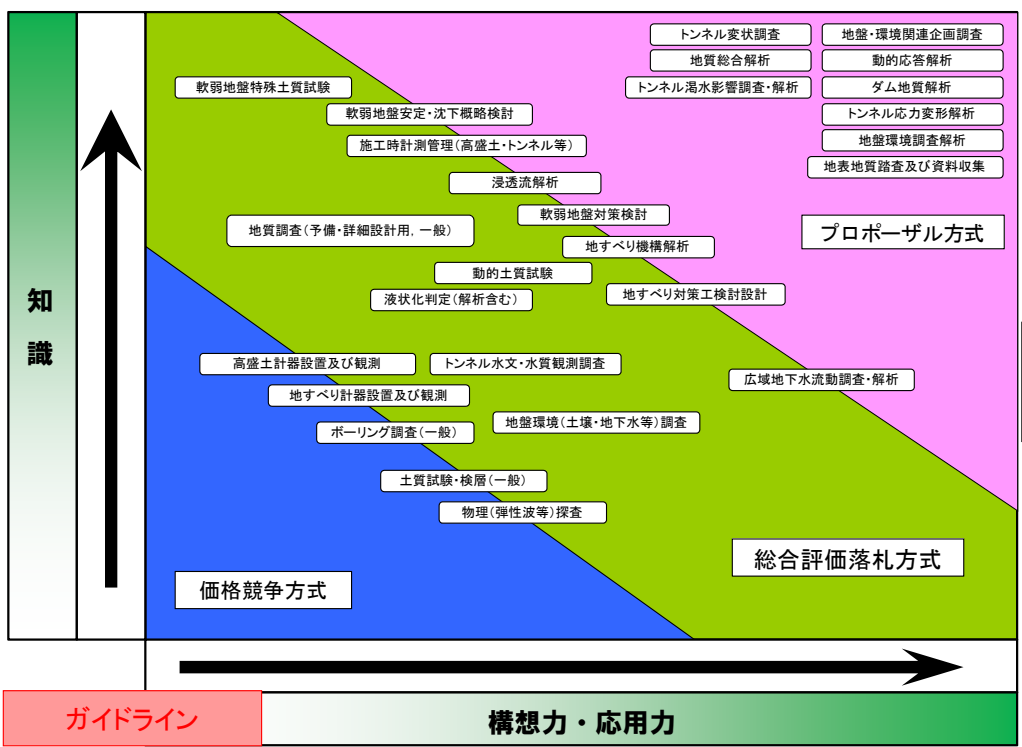 トンネル変状調査
地盤・環境関連企画調査
地質総合解析
動的応答解析
軟弱地盤特殊土質試験
トンネル渇水影響調査・解析
ダム地質解析
軟弱地盤安定・沈下概略検討
トンネル応力変形解析
施工時計測管理(高盛土・トンネル等)
地盤環境調査解析
地表地質踏査及び資料収集
浸透流解析
軟弱地盤対策検討
地質調査(予備・詳細設計用, 一般)
プロポーザル方式
地すべり機構解析
動的土質試験
地すべり対策工検討設計
液状化判定(解析含む)
知
識
高盛土計器設置及び観測
トンネル水文・水質観測調査
広域地下水流動調査・解析
地すべり計器設置及び観測
地盤環境(土壌・地下水等)調査
ボーリング調査(一般)
土質試験・検層(一般)
物理(弾性波等)探査
総合評価落札方式
価格競争方式
ガイドライン
構想力・応用力